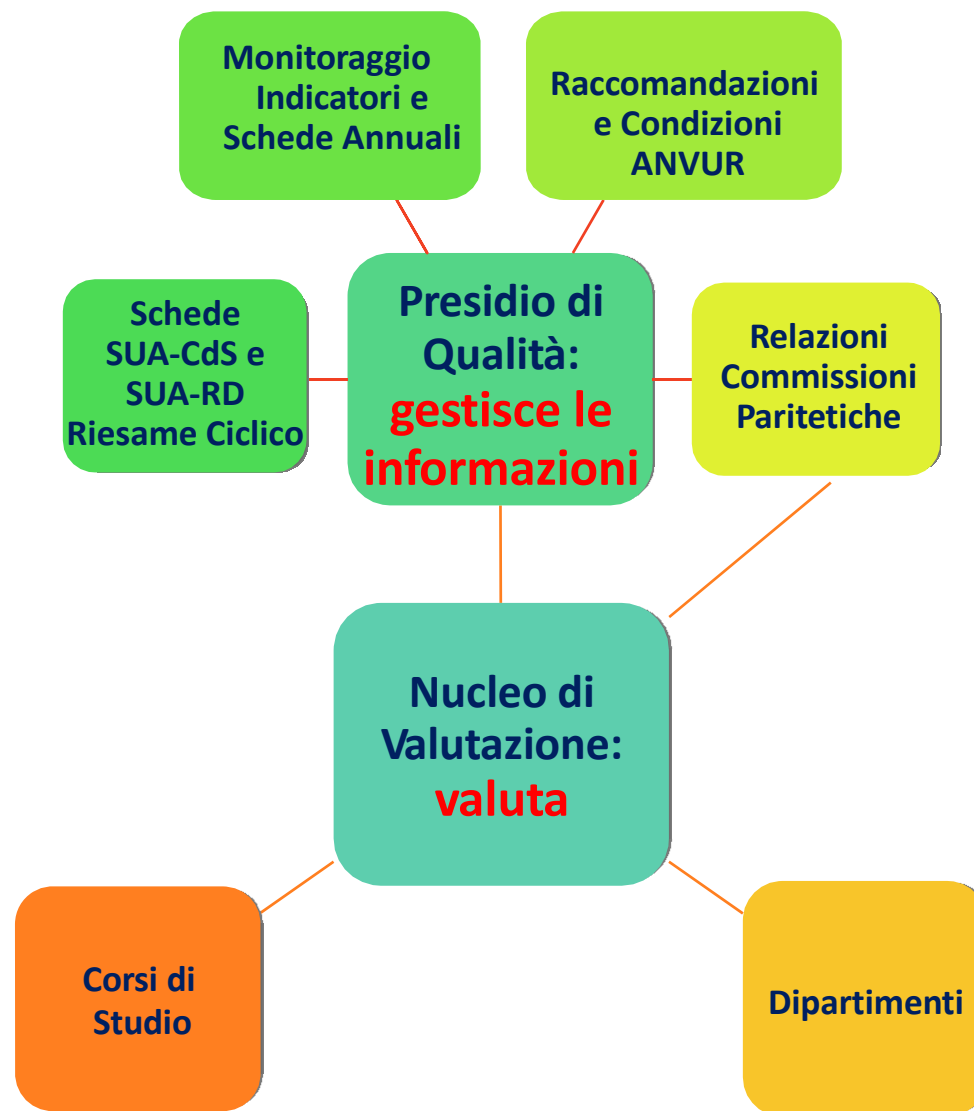 Monitoraggio
Indicatori e
Schede Annuali
Raccomandazioni
e Condizioni
ANVUR
Schede
SUA-CdS e
SUA-RD
Riesame Ciclico
Presidio di
Qualità:
gestisce le
informazioni
Relazioni
Commissioni
Paritetiche
Nucleo di
Valutazione:
valuta
Corsi di
Studio
Dipartimenti